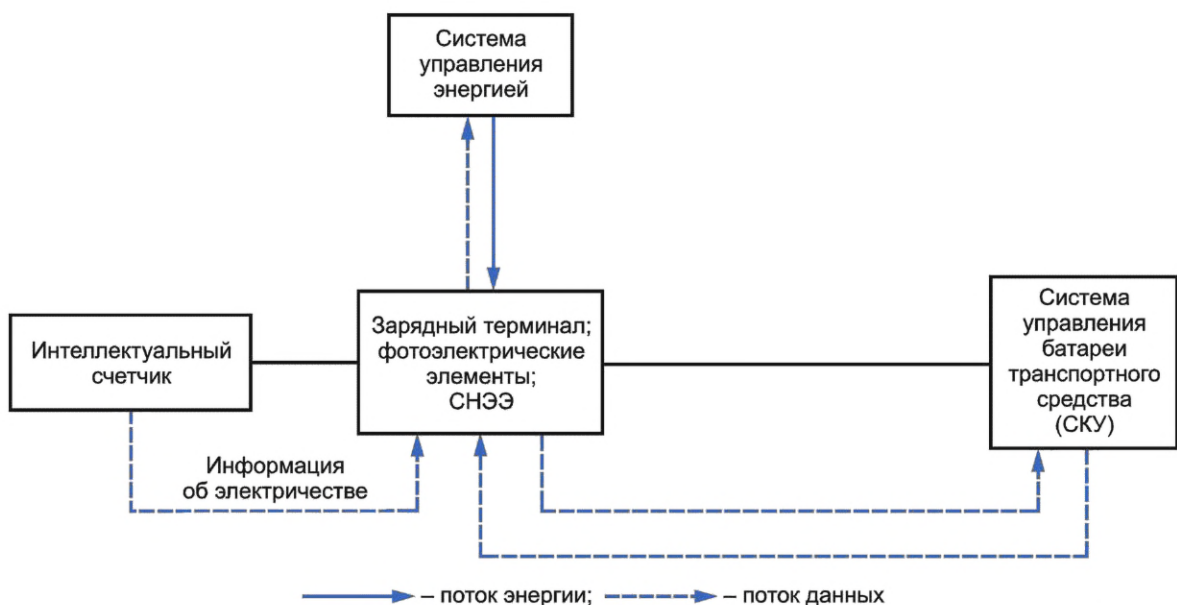 Система
управления
энергией
Интеллектуальный
счетчик
Зарядный терминал;
фотоэлектрические
элементы;
СНЭЭ
Система
управления
батареи
транспортного
средства
(СКУ)
Информация
об электричестве
– поток энергии; – поток данных